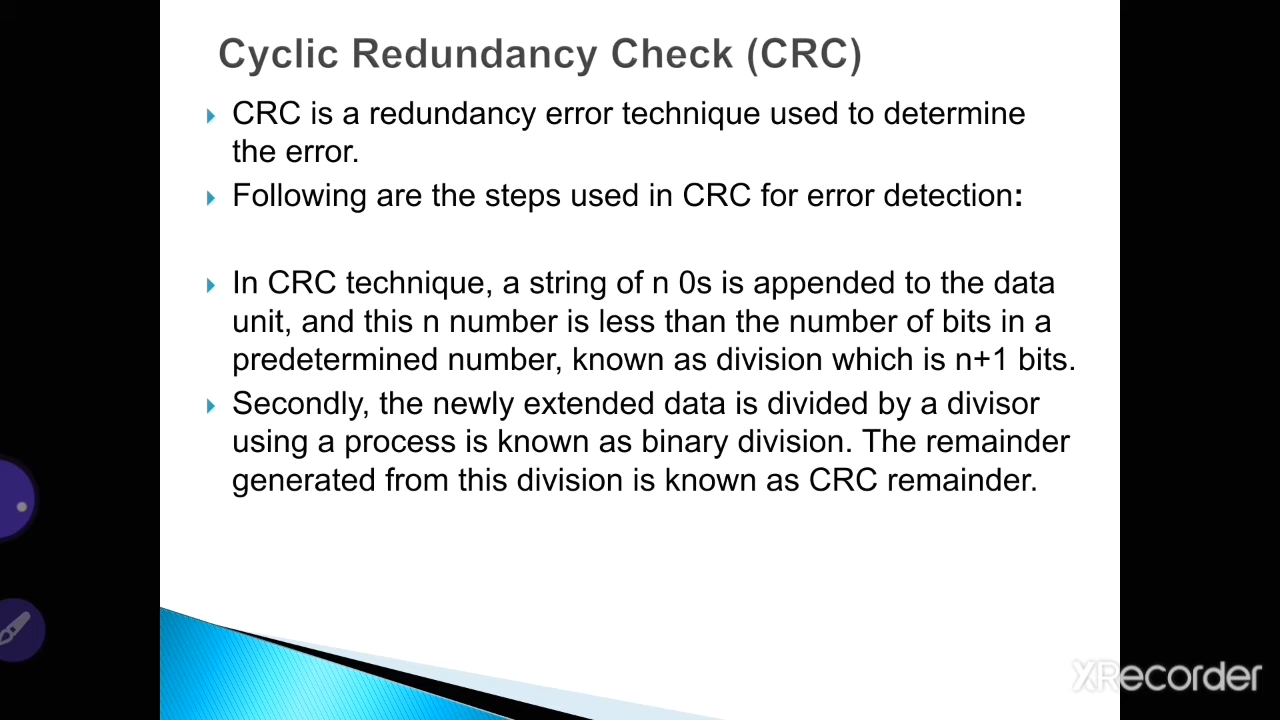 Cyclic Redundancy Check (CRC)
CRC is a redundancy error technique used to determine
the error.
Following are the steps used in CRC for error detection:
In CRC technique, a string of n 0s is appended to the data
unit, and this n number is less than the number of bits in a
predetermined number, known as division which is n+1 bits.
Secondly, the newly extended data is divided by a divisor
using a process is known as binary division. The remainder
generated from this division is known as CRC remainder.
XRecorder